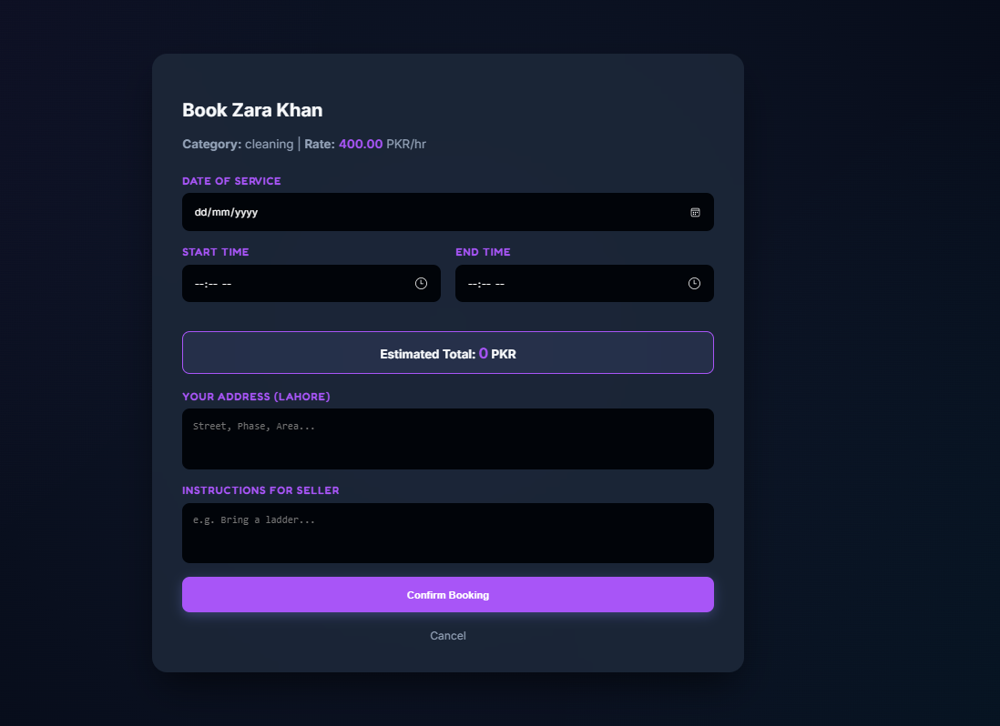 Book Zara Khan
Category: cleaning | Rate: 400.00 PKR/hr
DATE OF SERVICE
dd/mm/yyyy
START TIME
END TIME
--:-- --
--:-- --
Estimated Total: 0 PKR
YOUR ADDRESS (LAHORE)
Street, Phase, Area...
INSTRUCTIONS FOR SELLER
e.g. Bring a ladder...
Confirm Booking
Cancel